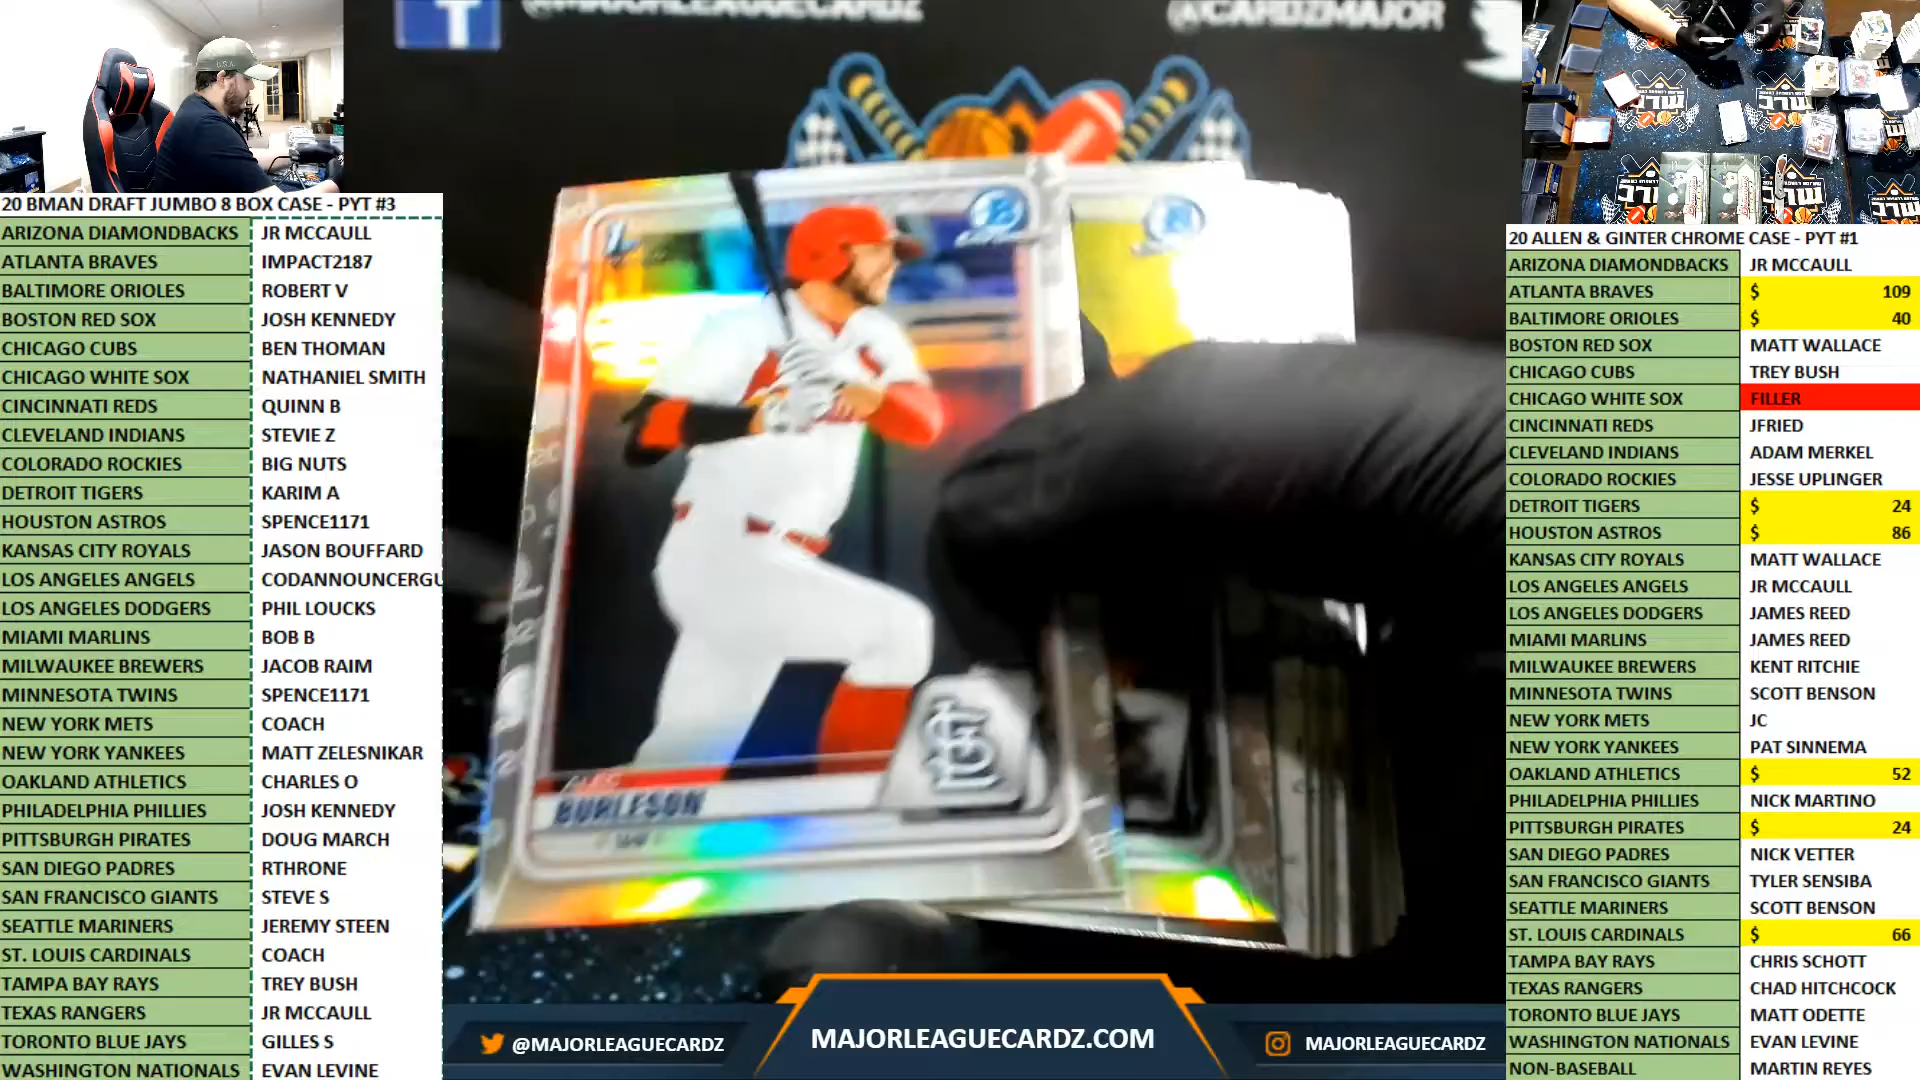 @MAJORLEAGUECARDZ
@CARDZMAJOR
20 BMAN DRAFT JUMBO 8 BOX CASE - PYT #3
ARIZONA DIAMONDBACKS JR MCCAULL
ATLANTA BRAVES IMPACT2187
BALTIMORE ORIOLES ROBERT V
BOSTON RED SOX JOSH KENNEDY
CHICAGO CUBS BEN THOMAN
CHICAGO WHITE SOX NATHANIEL SMITH
CINCINNATI REDS QUINN B
CLEVELAND INDIANS STEVIE Z
COLORADO ROCKIES BIG NUTS
DETROIT TIGERS KARIM A
HOUSTON ASTROS SPENCE1171
KANSAS CITY ROYALS JASON BOUFFARD
LOS ANGELES ANGELS CODANNOUNCERGU
LOS ANGELES DODGERS PHIL LOUCKS
MIAMI MARLINS BOB B
MILWAUKEE BREWERS JACOB RAIM
MINNESOTA TWINS SPENCE1171
NEW YORK METS COACH
NEW YORK YANKEES MATT ZELESNIKAR
OAKLAND ATHLETICS CHARLES O
PHILADELPHIA PHILLIES JOSH KENNEDY
PITTSBURGH PIRATES DOUG MARCH
SAN DIEGO PADRES RTHRONE
SAN FRANCISCO GIANTS STEVE S
SEATTLE MARINERS JEREMY STEEN
ST. LOUIS CARDINALS COACH
TAMPA BAY RAYS TREY BUSH
TEXAS RANGERS JR MCCAULL
TORONTO BLUE JAYS GILLES S
WASHINGTON NATIONALS EVAN LEVINE
BURLESON
@MAJORLEAGUECARDZ
MAJORLEAGUECARDZ.COM
MAJORLEAGUECARDZ
20 ALLEN & GINTER CHROME CASE - PYT #1
ARIZONA DIAMONDBACKS JR MCCAULL
ATLANTA BRAVES $ 109
BALTIMORE ORIOLES $ 40
BOSTON RED SOX MATT WALLACE
CHICAGO CUBS TREY BUSH
CHICAGO WHITE SOX FILLER
CINCINNATI REDS JFRIED
CLEVELAND INDIANS ADAM MERKEL
COLORADO ROCKIES JESSE UPLINGER
DETROIT TIGERS $ 24
HOUSTON ASTROS $ 86
KANSAS CITY ROYALS MATT WALLACE
LOS ANGELES ANGELS JR MCCAULL
LOS ANGELES DODGERS JAMES REED
MIAMI MARLINS JAMES REED
MILWAUKEE BREWERS KENT RITCHIE
MINNESOTA TWINS SCOTT BENSON
NEW YORK METS JC
NEW YORK YANKEES PAT SINNEMA
OAKLAND ATHLETICS $ 52
PHILADELPHIA PHILLIES NICK MARTINO
PITTSBURGH PIRATES $ 24
SAN DIEGO PADRES NICK VETTER
SAN FRANCISCO GIANTS TYLER SENSIBA
SEATTLE MARINERS SCOTT BENSON
ST. LOUIS CARDINALS $ 66
TAMPA BAY RAYS CHRIS SCHOTT
TEXAS RANGERS CHAD HITCHCOCK
TORONTO BLUE JAYS MATT ODETTE
WASHINGTON NATIONALS EVAN LEVINE
NON-BASEBALL MARTIN REYES